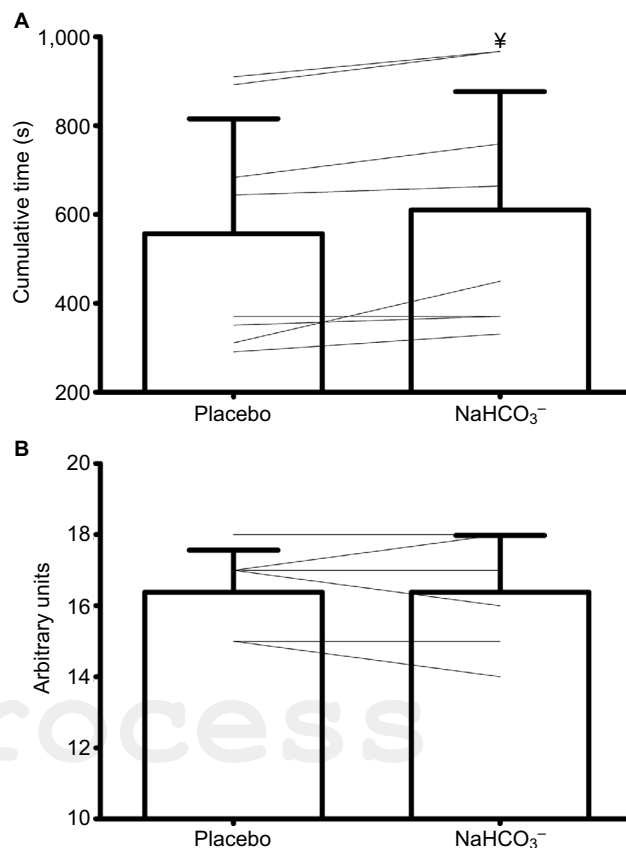 A
1,000
¥
800
600
400
200
Cumulative time (s)
Placebo
NaHCO₃⁻
B
20
18
16
14
12
10
Arbitrary units
rocess
Placebo
NaHCO₃⁻